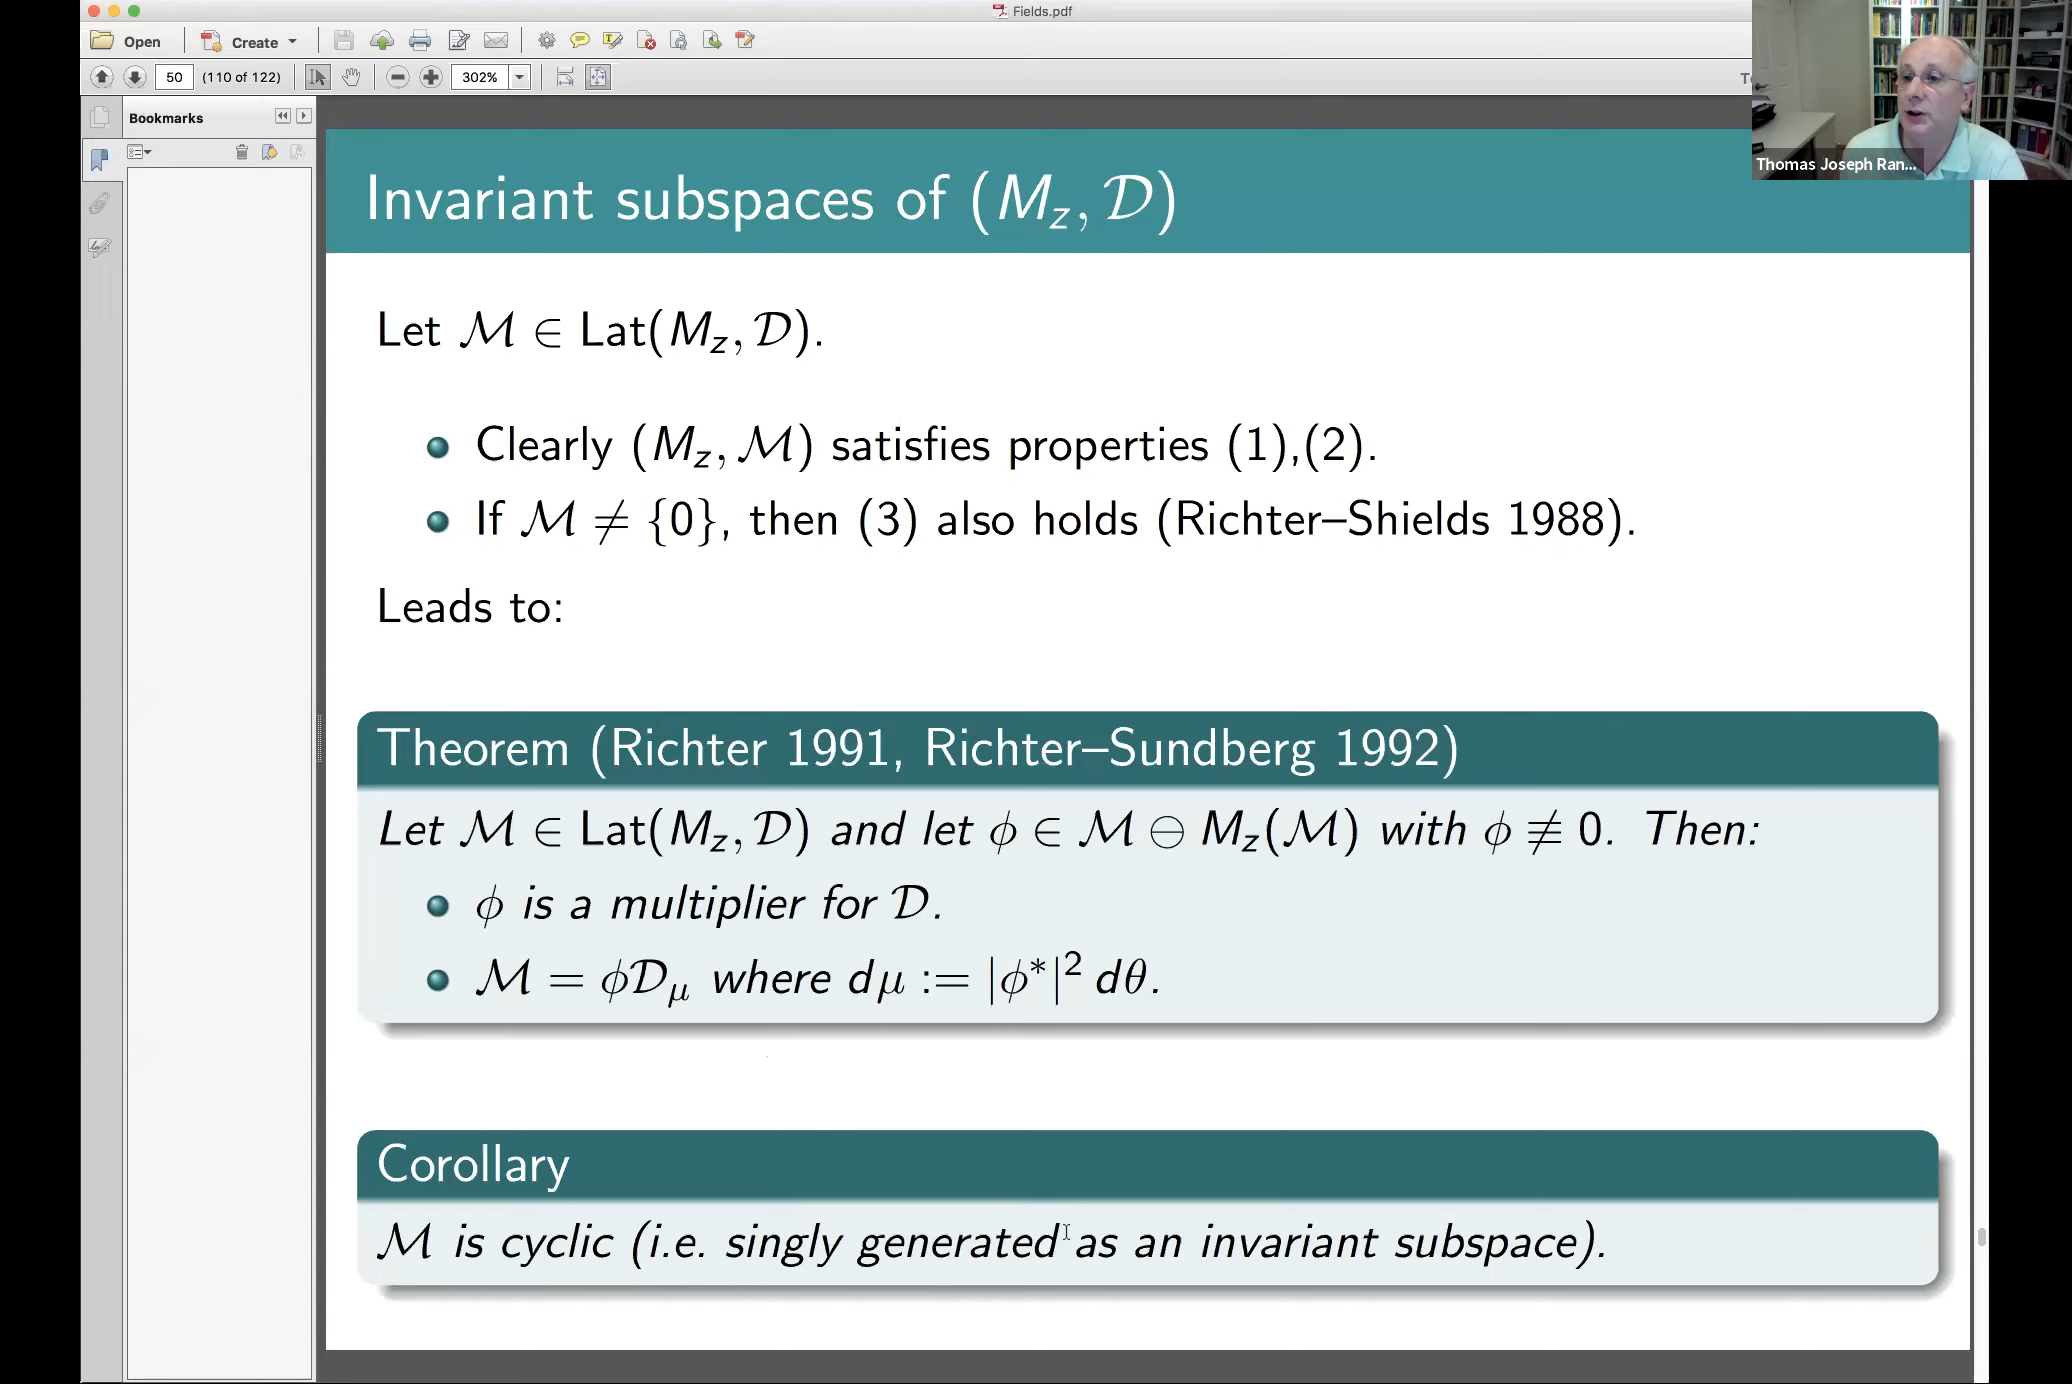 Fields.pdf
Open
Create
50 (110 of 122) 302%
Bookmarks
Thomas Joseph Ran...
Invariant subspaces of (M_z, 𝒟)
Let ℳ ∈ Lat(M_z, 𝒟).
Clearly (M_z, ℳ) satisfies properties (1),(2).
If ℳ ≠ {0}, then (3) also holds (Richter–Shields 1988).
Leads to:
Theorem (Richter 1991, Richter–Sundberg 1992)
Let ℳ ∈ Lat(M_z, 𝒟) and let ϕ ∈ ℳ ⊖ M_z(ℳ) with ϕ ≢ 0. Then:
ϕ is a multiplier for 𝒟.
ℳ = ϕ𝒟_μ where dμ := |ϕ*|² dθ.
Corollary
ℳ is cyclic (i.e. singly generated as an invariant subspace).